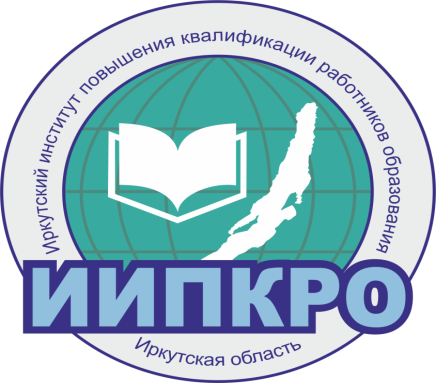 Иркутский институт повышения квалификации работников образования
ИИПКРО
Иркутская область